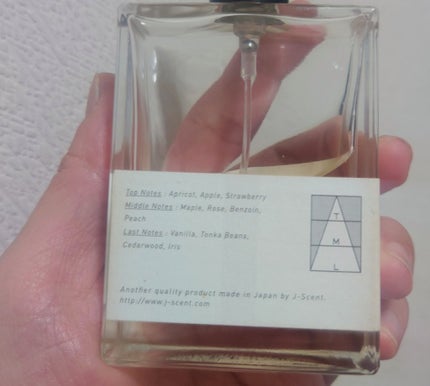 Top Notes : Apricot, Apple, Strawberry
Middle Notes : Maple, Rose, Benzoin,
Peach
Last Notes : Vanilla, Tonka Beans,
Cedarwood, Iris
T
M
L
Another quality product made in Japan by J-Scent.
http://www.j-scent.com